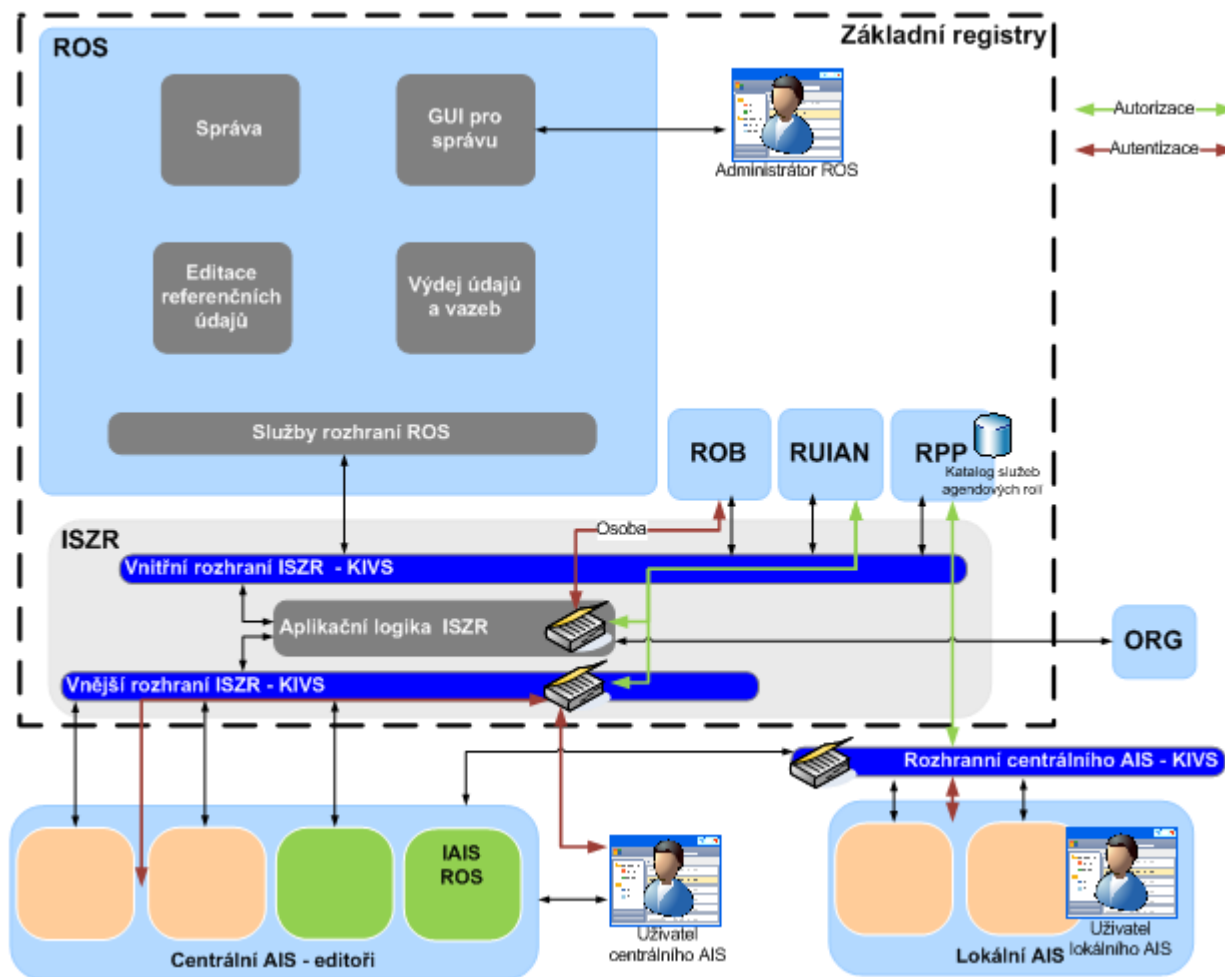 ROS
Základní registry
Správa
GUI pro
správu
Administrátor ROS
Autorizace
Autentizace
Editace
referenčních
údajů
Výdej údajů
a vazeb
Služby rozhraní ROS
ROB
RUIAN
RPP
Katalog služeb
agendových rolí
ISZR
Osoba
Vnitřní rozhraní ISZR - KIVS
Aplikační logika ISZR
ORG
Vnější rozhraní ISZR - KIVS
Rozhranní centrálního AIS - KIVS
IAIS
ROS
Centrální AIS - editoři
Uživatel
centrálního AIS
Lokální AIS
Uživatel
lokálního AIS